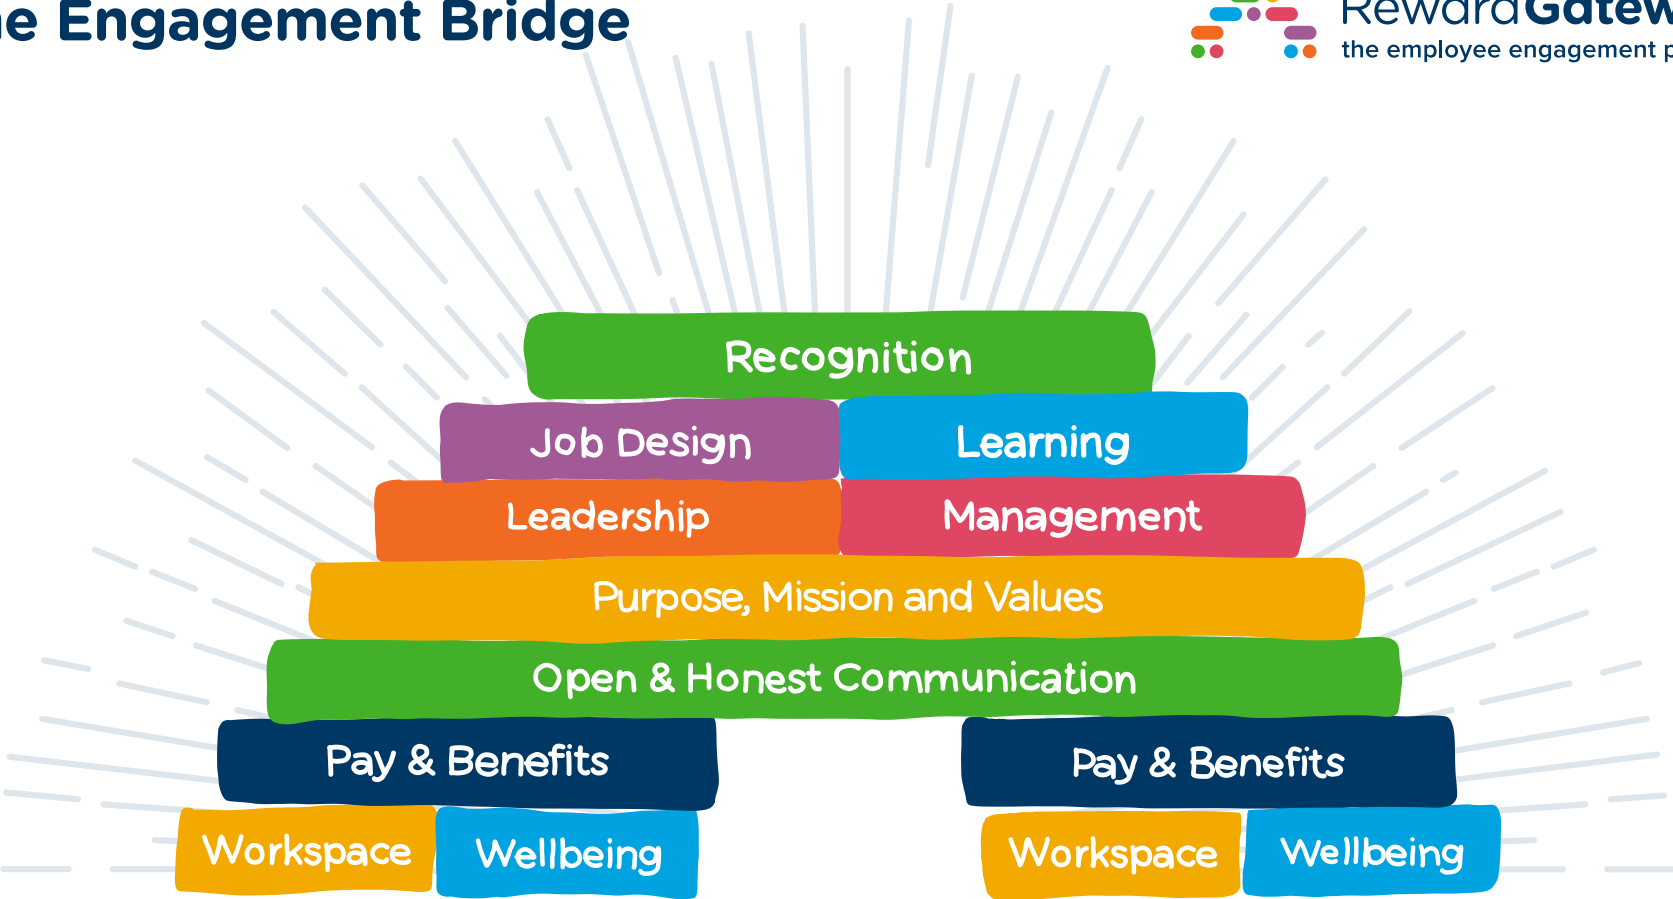 e Engagement Bridge
RewardGatew
the employee engagement p
Recognition
Job Design Learning
Leadership Management
Purpose, Mission and Values
Open & Honest Communication
Pay & Benefits Pay & Benefits
Workspace Wellbeing Workspace Wellbeing